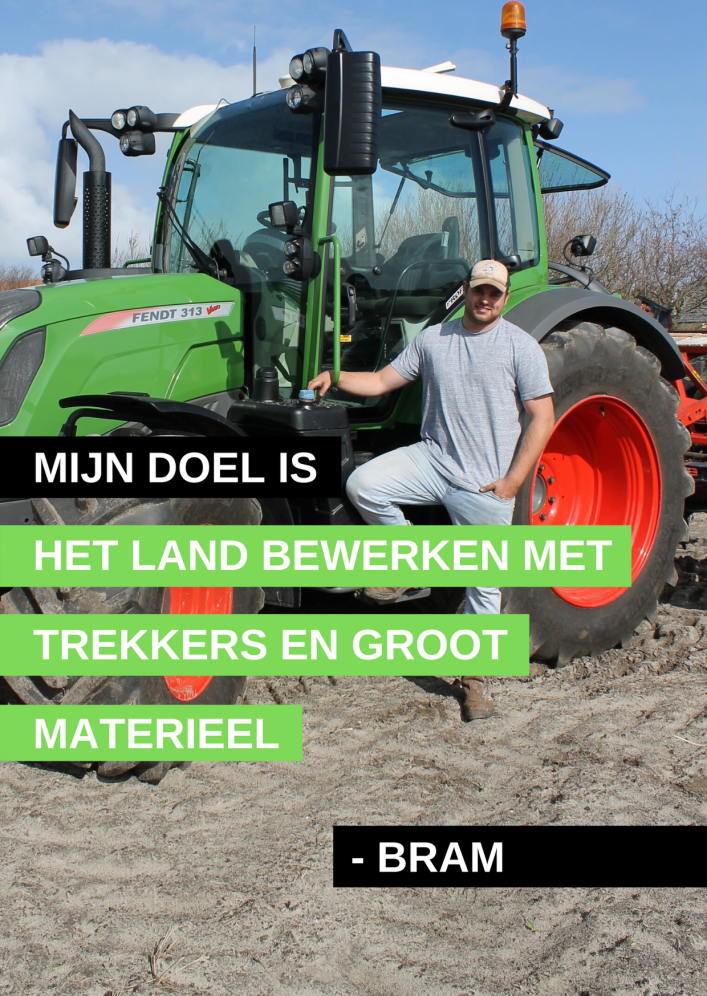 FENDT 313 Vario
MIJN DOEL IS
HET LAND BEWERKEN MET
TREKKERS EN GROOT
MATERIEEL
- BRAM